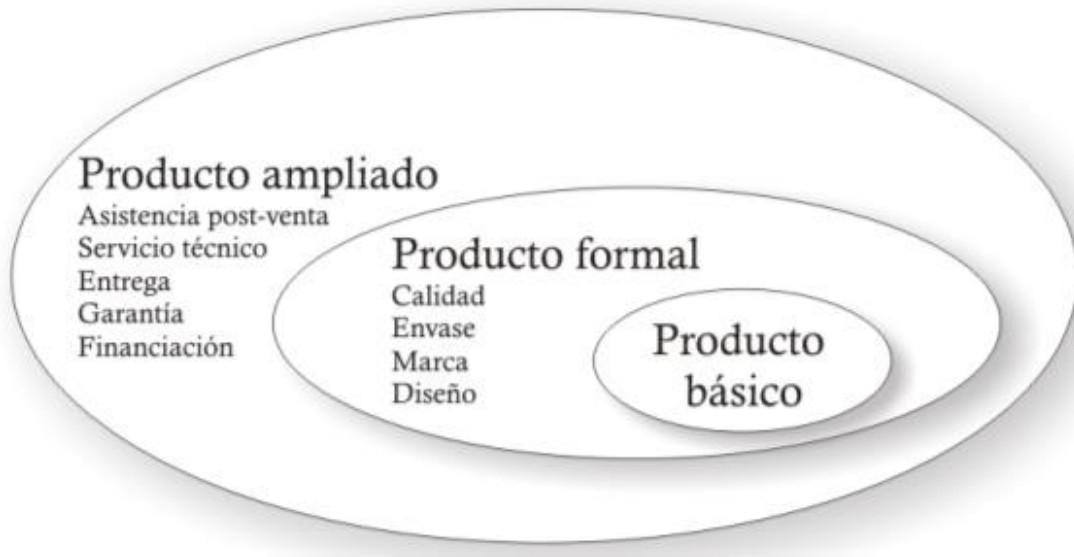 Producto ampliado
Asistencia post-venta
Servicio técnico
Entrega
Garantía
Financiación
Producto formal
Calidad
Envase
Marca
Diseño
Producto
básico